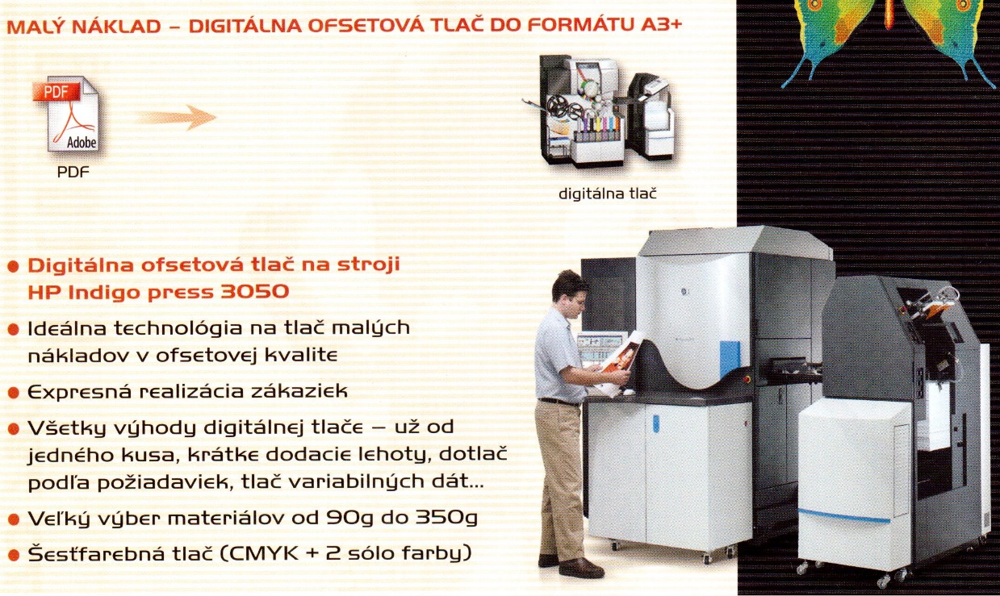 MALÝ NÁKLAD – DIGITÁLNA OFSETOVÁ TLAČ DO FORMÁTU A3+
PDF
Adobe
PDF
digitálna tlač
• Digitálna ofsetová tlač na stroji
HP Indigo press 3050
• Ideálna technológia na tlač malých
nákladov v ofsetovej kvalite
• Expresná realizácia zákaziek
• Všetky výhody digitálnej tlače – už od
jedného kusa, krátke dodacie lehoty, dotlač
podľa požiadaviek, tlač variabilných dát...
• Veľký výber materiálov od 90g do 350g
• Šesťfarebná tlač (CMYK + 2 sólo farby)